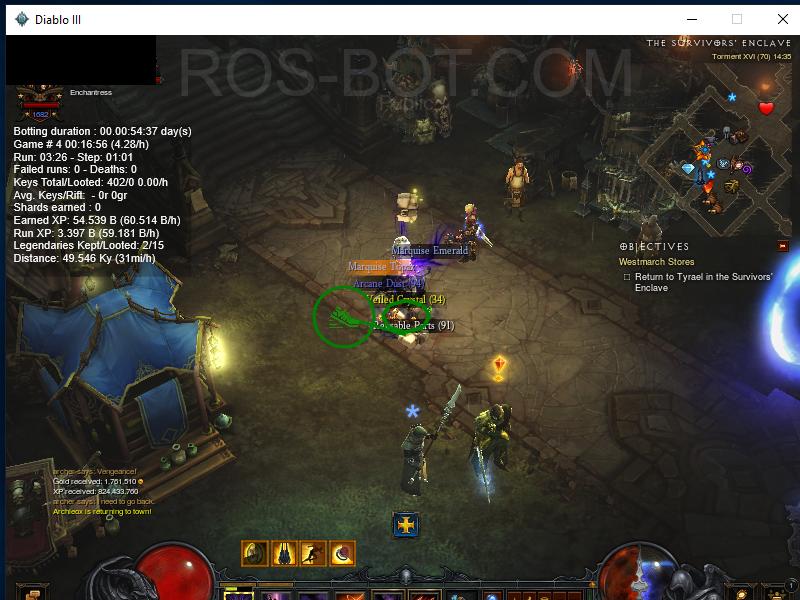 Diablo III
THE SURVIVORS' ENCLAVE
Torment XVI (70) 14:35
ROS-BOT.COM
Enchantress
1682
Botting duration : 00.00:54:37 day(s)
Game # 4 00:16:56 (4.28/h)
Run: 03:26 - Step: 01:01
Failed runs: 0 - Deaths: 0
Keys Total/Looted: 402/0 0.00/h
Avg. Keys/Rift: - 0r 0gr
Shards earned : 0
Earned XP: 54.539 B (60.514 B/h)
Run XP: 3.397 B (59.181 B/h)
Legendaries Kept/Looted: 2/15
Distance: 49.546 Ky (31mi/h)
OBJECTIVES
Westmarch Stores
Return to Tyrael in the Survivors'
Enclave
Marquise Emerald
Marquise Topaz
Arcane Dust (94)
Veiled Crystal (34)
Reusable Parts (91)
archer says: Vengeance!
Gold received: 1,761,510
XP received: 824,433,760
archer says: I need to go back.
Archleox is returning to town!
1